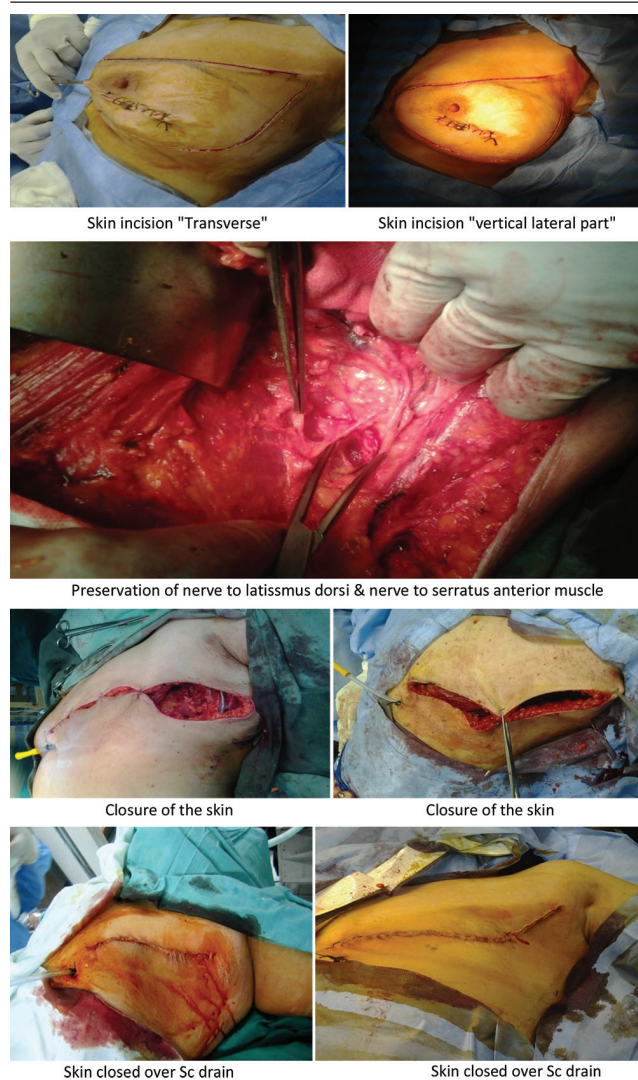 Skin incision "Transverse"
Skin incision "vertical lateral part"
Preservation of nerve to latissmus dorsi & nerve to serratus anterior muscle
Closure of the skin
Closure of the skin
Skin closed over Sc drain
Skin closed over Sc drain